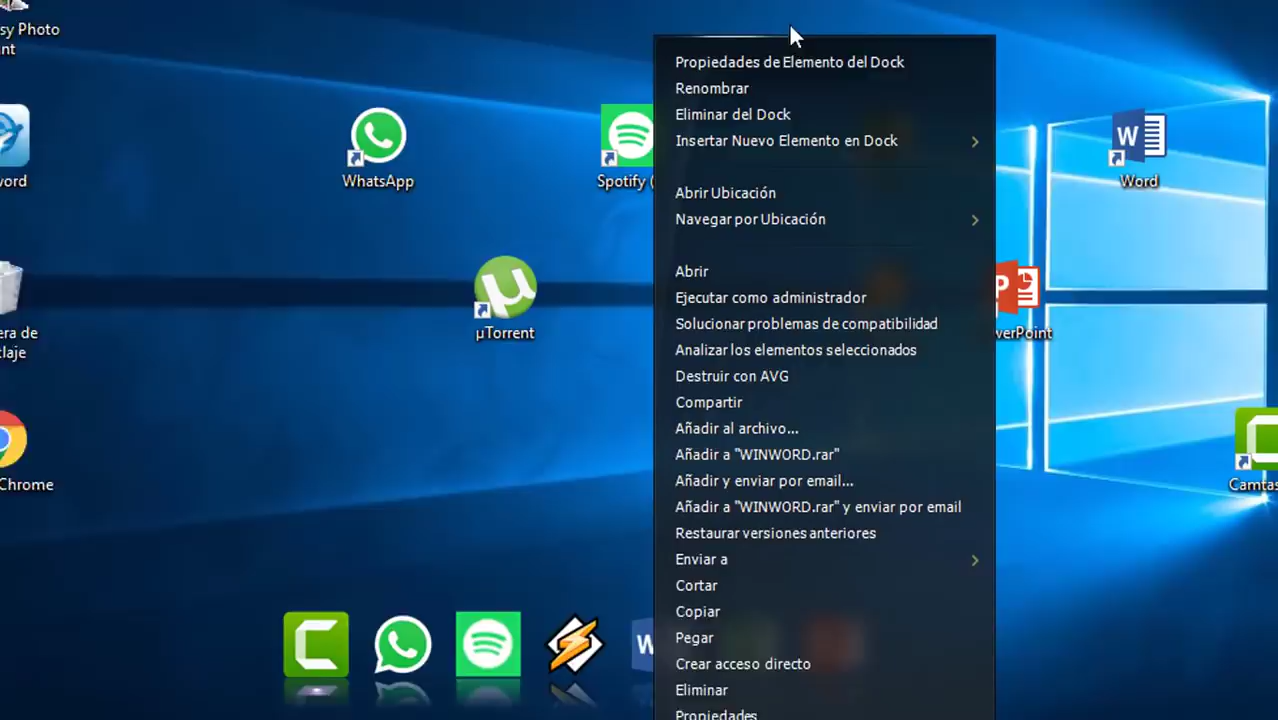 sy Photo
nt
WhatsApp
Spotify (
Word
word
µTorrent
werPoint
era de
claje
Chrome
Camtas
Propiedades de Elemento del Dock
Renombrar
Eliminar del Dock
Insertar Nuevo Elemento en Dock
Abrir Ubicación
Navegar por Ubicación
Abrir
Ejecutar como administrador
Solucionar problemas de compatibilidad
Analizar los elementos seleccionados
Destruir con AVG
Compartir
Añadir al archivo...
Añadir a "WINWORD.rar"
Añadir y enviar por email...
Añadir a "WINWORD.rar" y enviar por email
Restaurar versiones anteriores
Enviar a
Cortar
Copiar
Pegar
Crear acceso directo
Eliminar
Propiedades